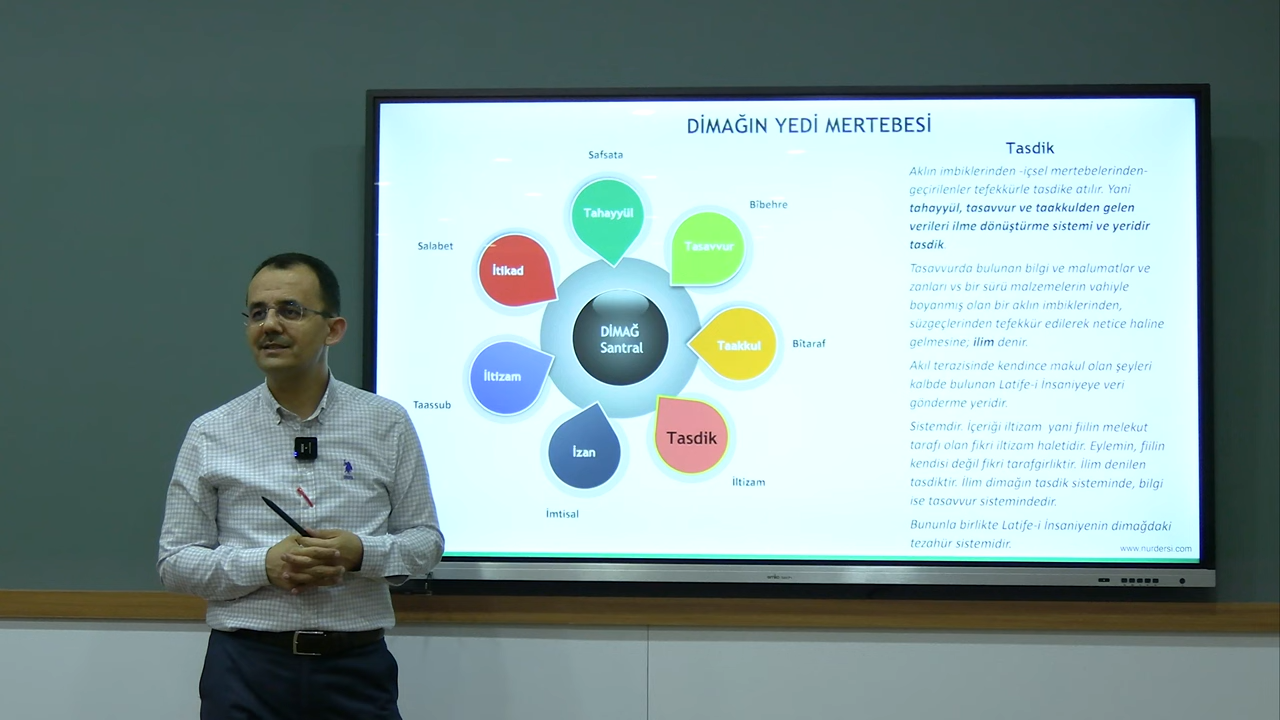 DİMAĞIN YEDİ MERTEBESİ
Safsata
Tahayyül
Bîbehre
Tasavvur
Salabet
İtikad
DİMAĞ
Santral
Taakkul
Bîtaraf
İltizam
Taassub
Tasdik
İzan
İltizam
İmtisal
Tasdik
Aklın imbiklerinden -içsel mertebelerinden-
geçirilenler tefekkürle tasdike atılır. Yani
tahayyül, tasavvur ve taakkulden gelen
verileri ilme dönüştürme sistemi ve yeridir
tasdik.
Tasavvurda bulunan bilgi ve malumatlar ve
zanları vs bir sürü malzemelerin vahiyle
boyanmış olan bir aklın imbiklerinden,
süzgeçlerinden tefekkür edilerek netice haline
gelmesine; ilim denir.
Akıl terazisinde kendince makul olan şeyleri
kalbde bulunan Latife-i İnsaniyeye veri
gönderme yeridir.
Sistemdir. İçeriği iltizam yani fiilin melekut
tarafı olan fikri iltizam haletidir. Eylemin, fiilin
kendisi değil fikri tarafgirliktir. İlim denilen
tasdiktir. İlim dimağın tasdik sisteminde, bilgi
ise tasavvur sistemindedir.
Bununla birlikte Latife-i İnsaniyenin dimağdaki
tezahür sistemidir.
www.nurdersi.com